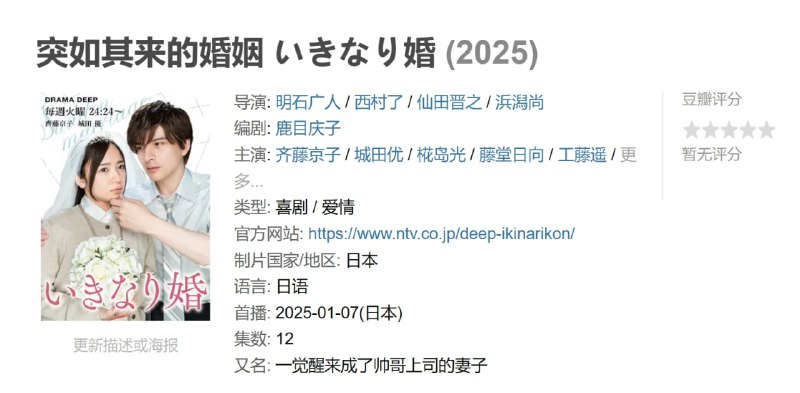 突如其来的婚姻 いきなり婚 (2025)
DRAMA DEEP
毎週火曜 24:24～
齊藤京子 城田 優
いきなり婚
更新描述或海报
导演: 明石广人 / 西村了 / 仙田晋之 / 浜潟尚
编剧: 鹿目庆子
主演: 齐藤京子 / 城田优 / 椛岛光 / 藤堂日向 / 工藤遥 / 更
多...
类型: 喜剧 / 爱情
官方网站: https://www.ntv.co.jp/deep-ikinarikon/
制片国家/地区: 日本
语言: 日语
首播: 2025-01-07(日本)
集数: 12
又名: 一觉醒来成了帅哥上司的妻子
豆瓣评分
暂无评分